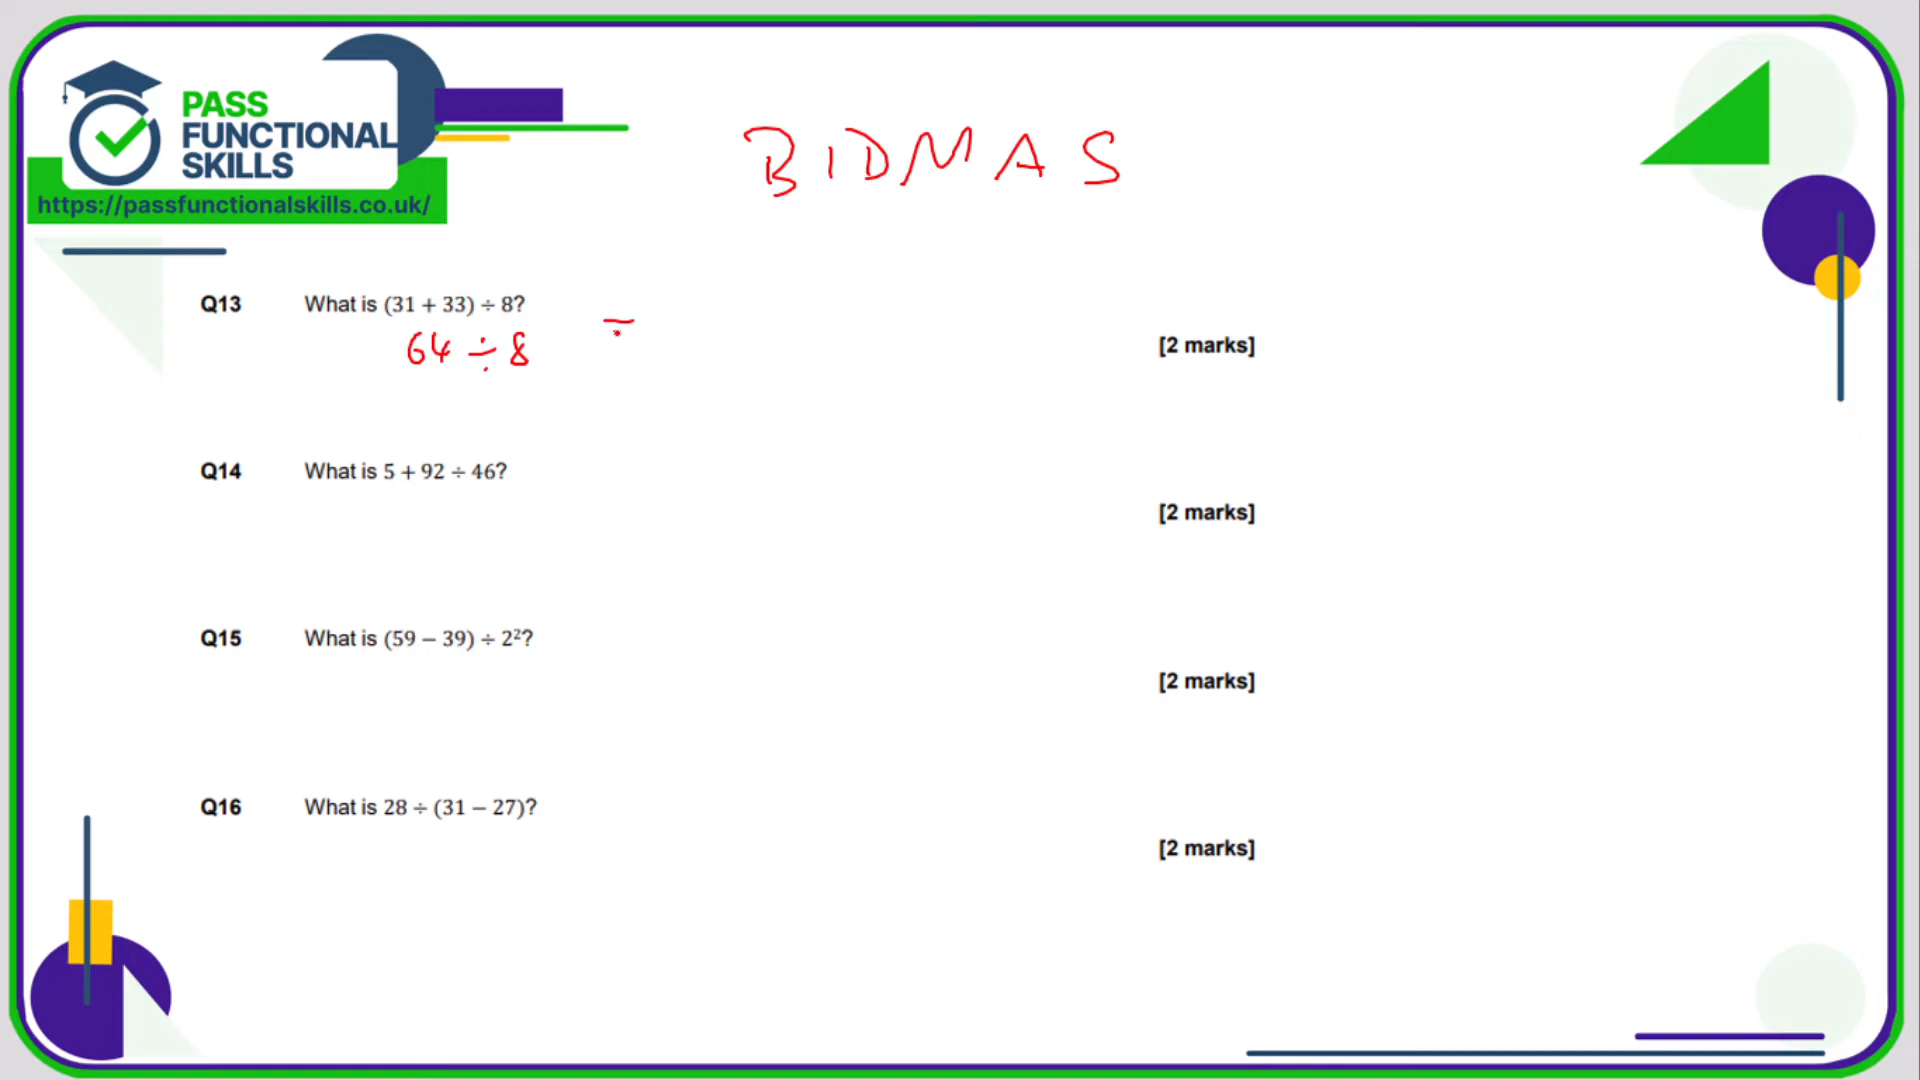 PASS
FUNCTIONAL
SKILLS
https://passfunctionalskills.co.uk/
BIDMAS
Q13 What is (31 + 33) ÷ 8?
64 ÷ 8 =
[2 marks]
Q14 What is 5 + 92 ÷ 46?
[2 marks]
Q15 What is (59 − 39) ÷ 2²?
[2 marks]
Q16 What is 28 ÷ (31 − 27)?
[2 marks]